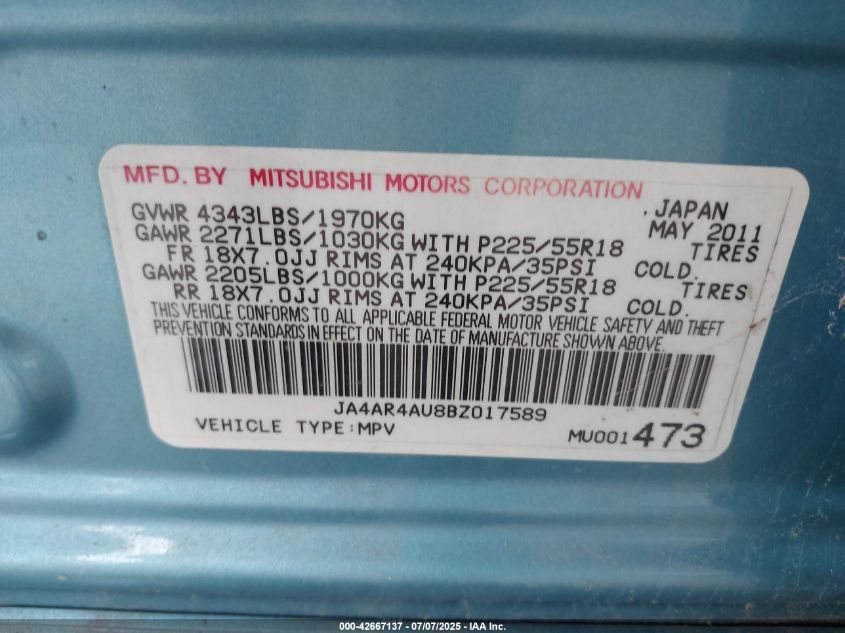 MFD. BY MITSUBISHI MOTORS CORPORATION
GVWR 4343LBS/1970KG . JAPAN MAY 2011
GAWR 2271LBS/1030KG WITH P225/55R18 TIRES
FR 18X7.0JJ RIMS AT 240KPA/35PSI COLD.
GAWR 2205LBS/1000KG WITH P225/55R18 TIRES
RR 18X7.0JJ RIMS AT 240KPA/35PSI COLD.
THIS VEHICLE CONFORMS TO ALL APPLICABLE FEDERAL MOTOR VEHICLE SAFETY AND THEFT
PREVENTION STANDARDS IN EFFECT ON THE DATE OF MANUFACTURE SHOWN ABOVE.
JA4AR4AU8BZ017589
VEHICLE TYPE:MPV MU001473
000-42667137 - 07/07/2025 - IAA Inc.